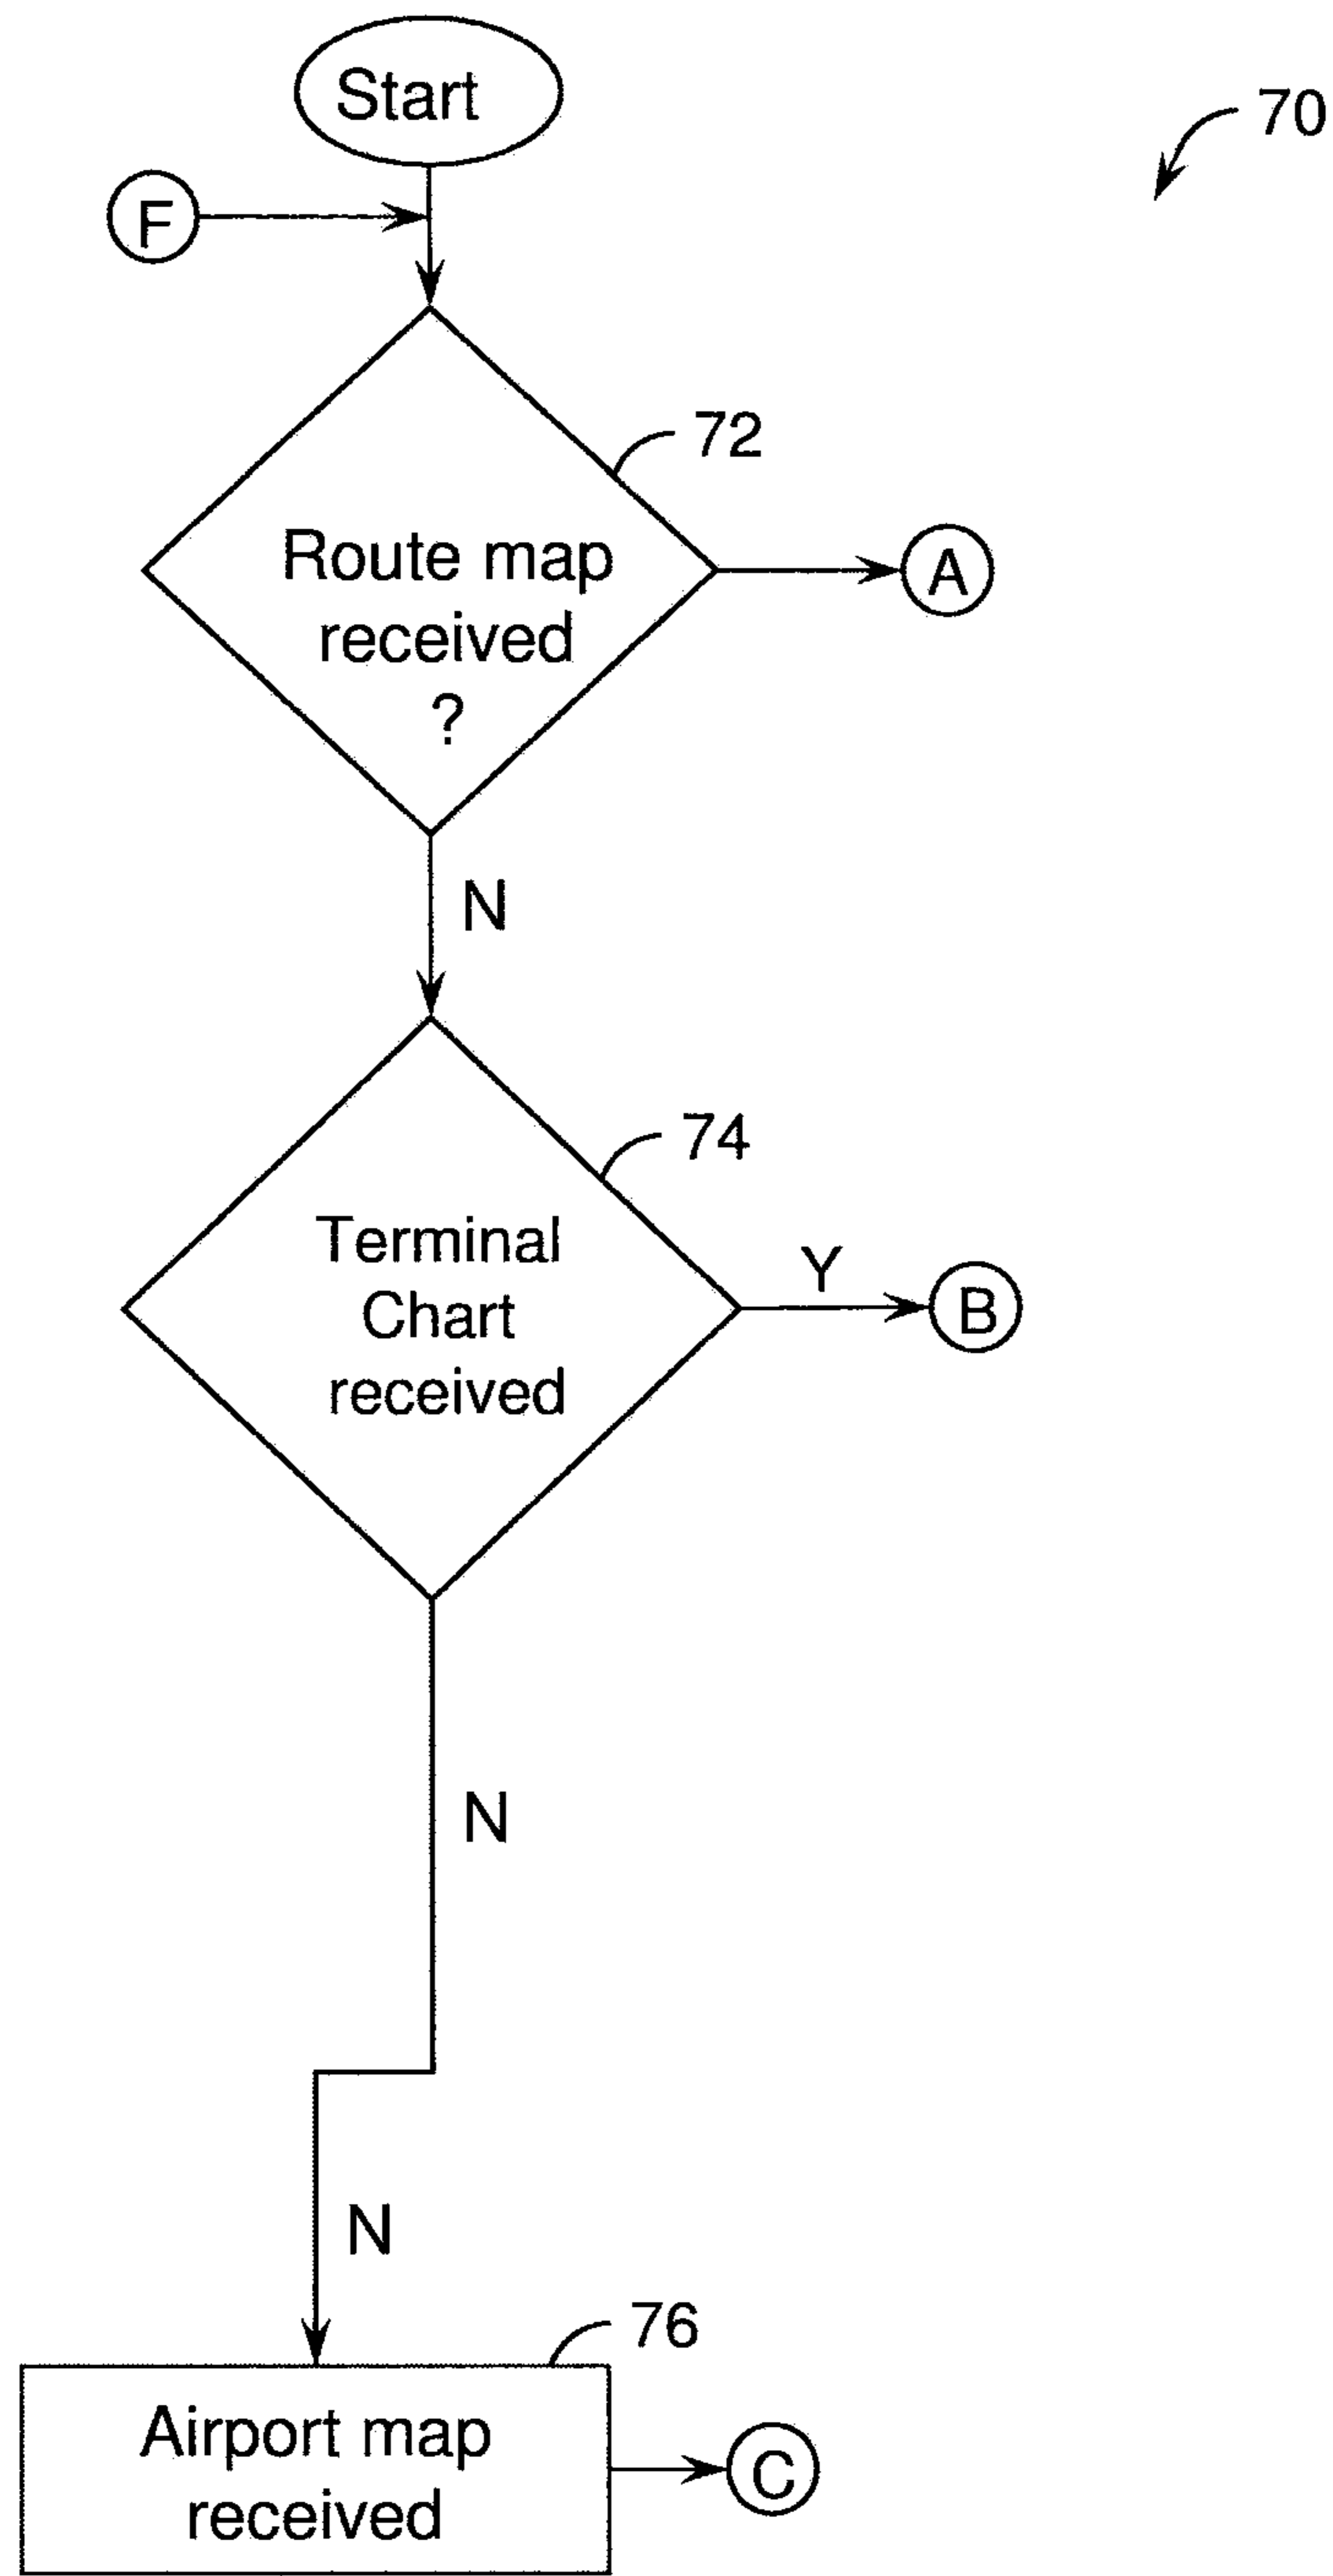 Start
70
F
72
Route map
received
?
A
N
74
Terminal
Chart
received
Y
B
N
N
76
Airport map
received
C